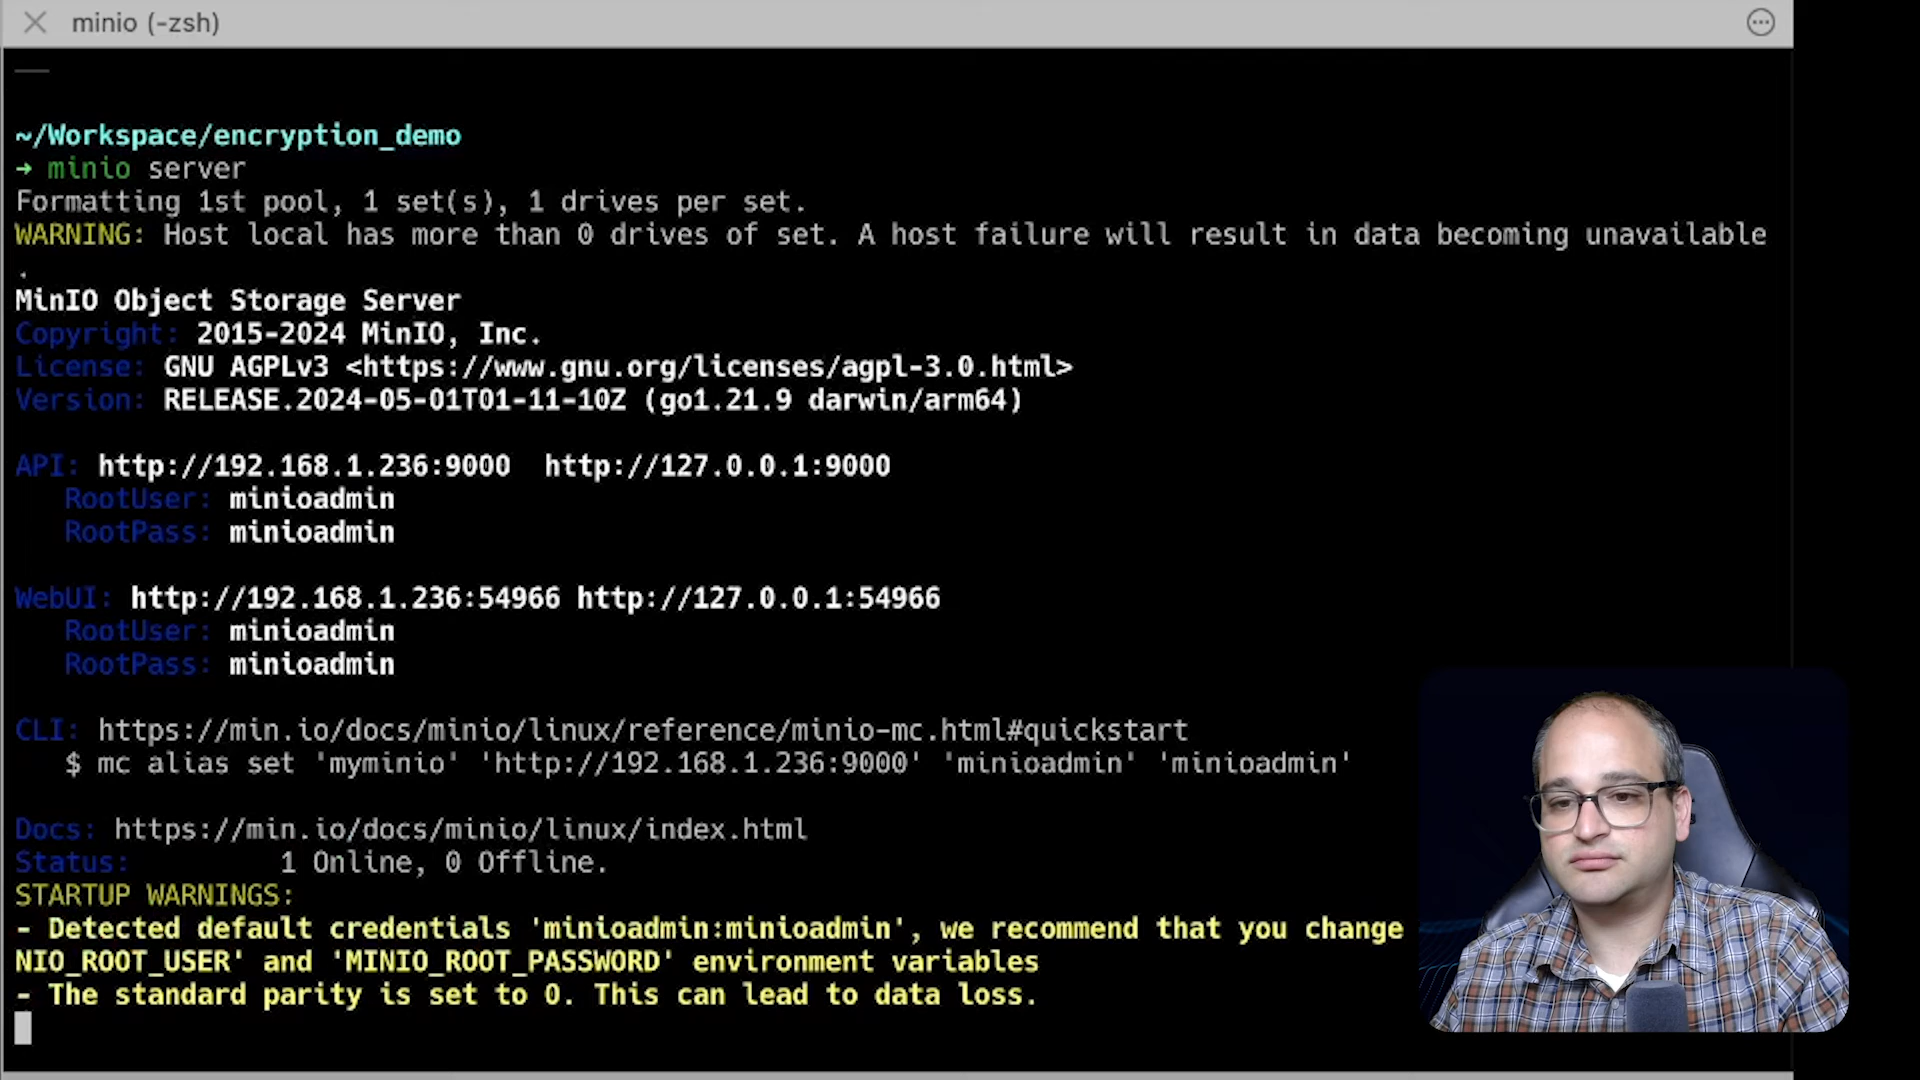 minio (-zsh)
~/Workspace/encryption_demo
➜ minio server
Formatting 1st pool, 1 set(s), 1 drives per set.
WARNING: Host local has more than 0 drives of set. A host failure will result in data becoming unavailable
.
MinIO Object Storage Server
Copyright: 2015-2024 MinIO, Inc.
License: GNU AGPLv3 <https://www.gnu.org/licenses/agpl-3.0.html>
Version: RELEASE.2024-05-01T01-11-10Z (go1.21.9 darwin/arm64)
API: http://192.168.1.236:9000  http://127.0.0.1:9000
RootUser: minioadmin
RootPass: minioadmin
WebUI: http://192.168.1.236:54966 http://127.0.0.1:54966
RootUser: minioadmin
RootPass: minioadmin
CLI: https://min.io/docs/minio/linux/reference/minio-mc.html#quickstart
$ mc alias set 'myminio' 'http://192.168.1.236:9000' 'minioadmin' 'minioadmin'
Docs: https://min.io/docs/minio/linux/index.html
Status: 1 Online, 0 Offline.
STARTUP WARNINGS:
- Detected default credentials 'minioadmin:minioadmin', we recommend that you change
NIO_ROOT_USER' and 'MINIO_ROOT_PASSWORD' environment variables
- The standard parity is set to 0. This can lead to data loss.